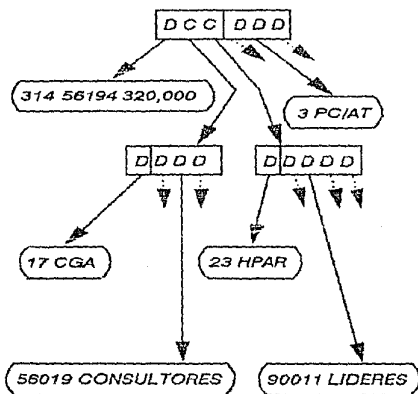 D C C D D D
314 56194 320,000
3 PC/AT
D D D D
D D D D D
17 CGA
23 HPAR
56019 CONSULTORES
90011 LIDERES